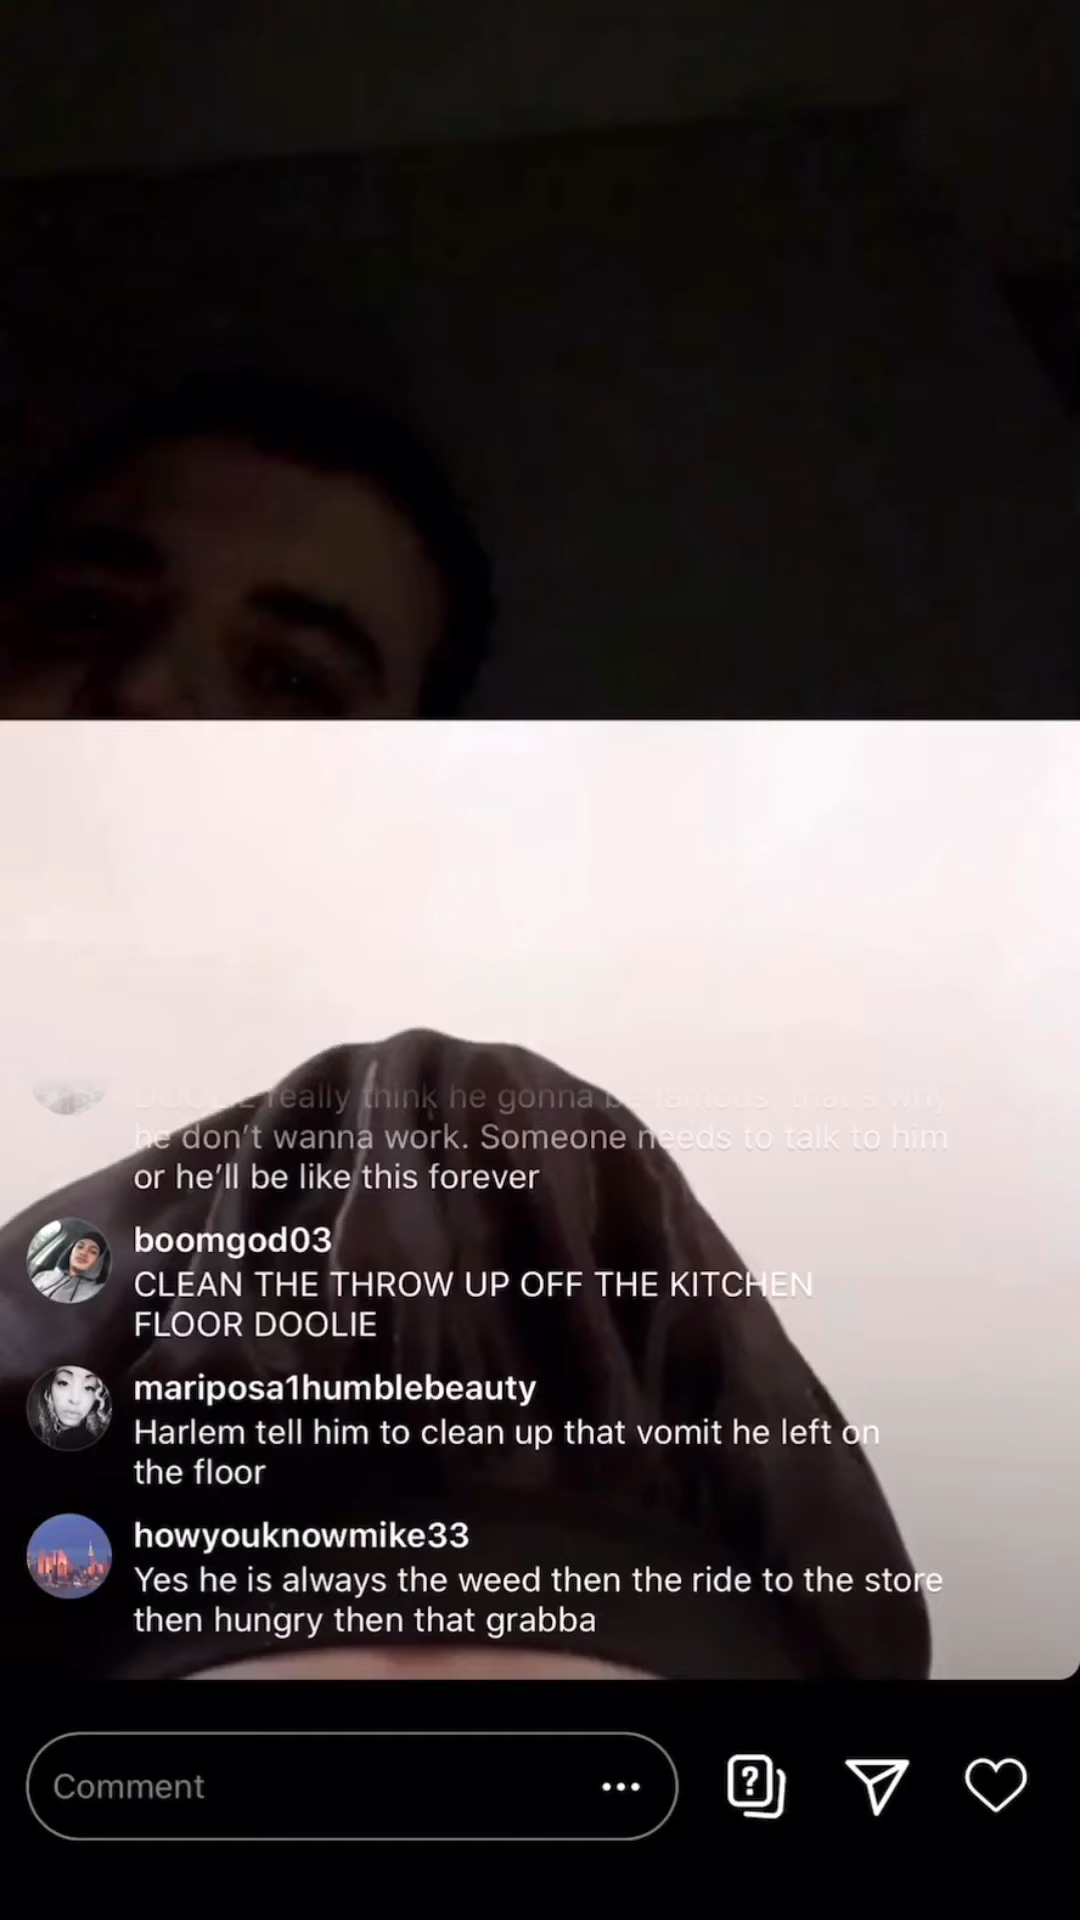 really think he gonna be famous that's why
he don't wanna work. Someone needs to talk to him
or he'll be like this forever
boomgod03
CLEAN THE THROW UP OFF THE KITCHEN
FLOOR DOOLIE
mariposa1humblebeauty
Harlem tell him to clean up that vomit he left on
the floor
howyouknowmike33
Yes he is always the weed then the ride to the store
then hungry then that grabba
Comment